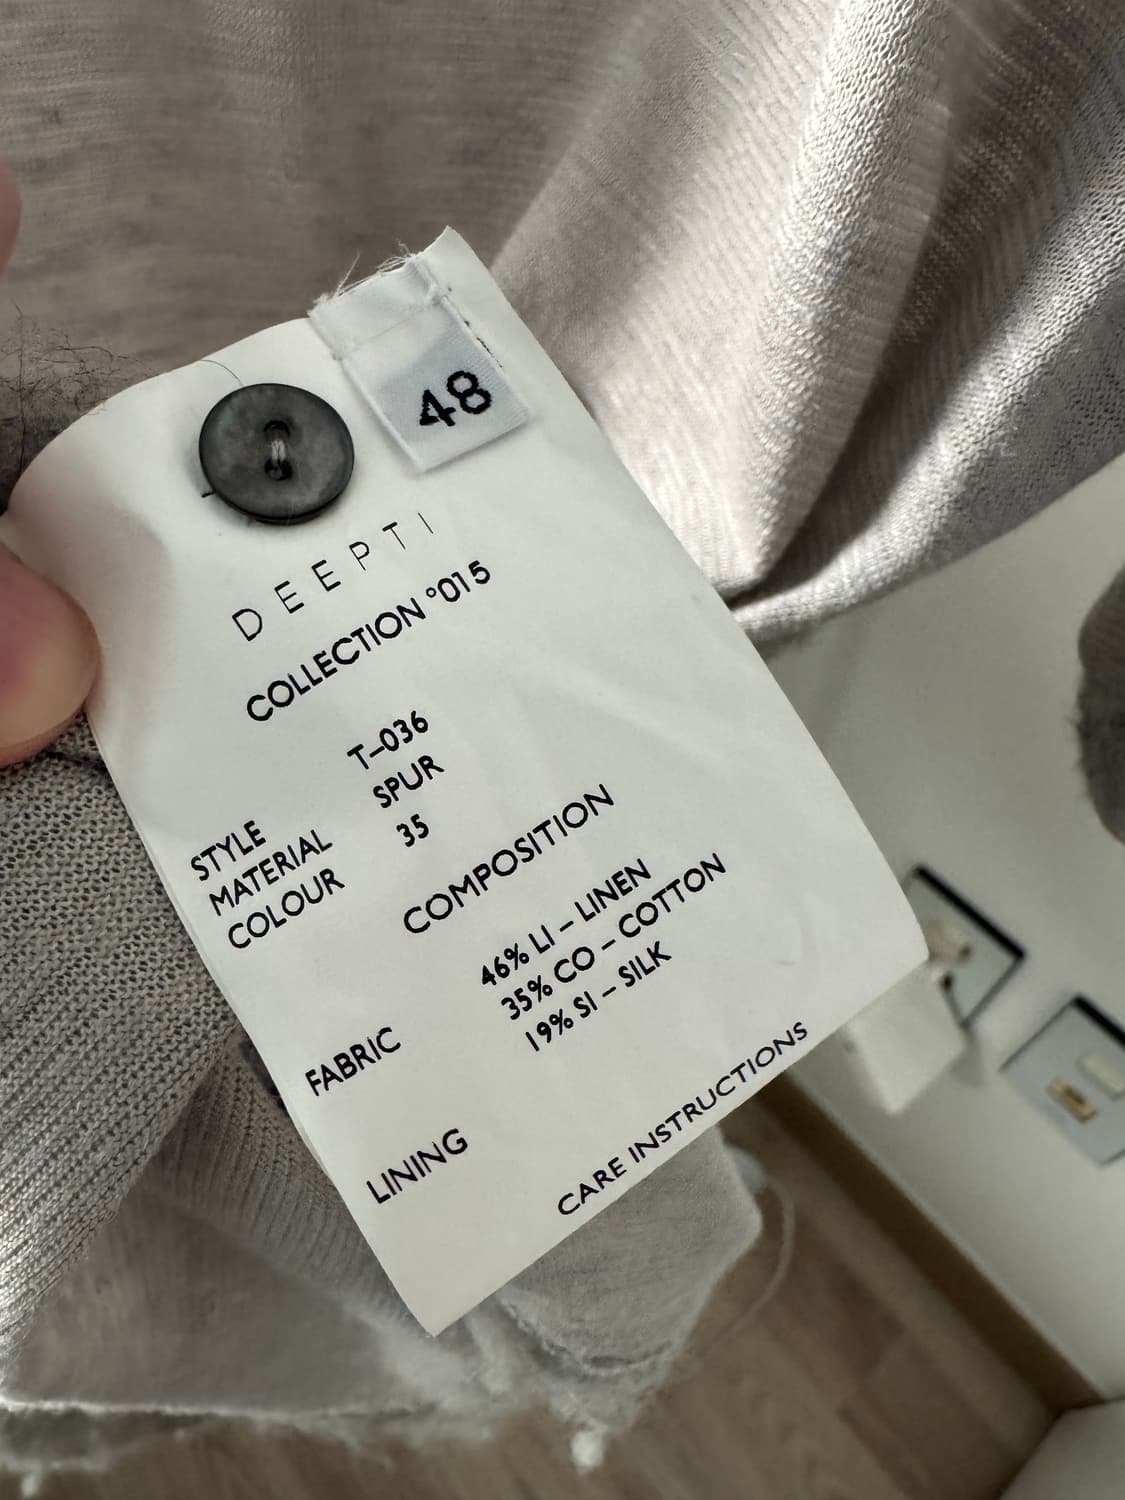 48
DEEPTI
COLLECTION °015
STYLE T–036
MATERIAL SPUR
COLOUR 35
COMPOSITION
FABRIC 46% LI – LINEN
35% CO – COTTON
19% SI – SILK
LINING
CARE INSTRUCTIONS